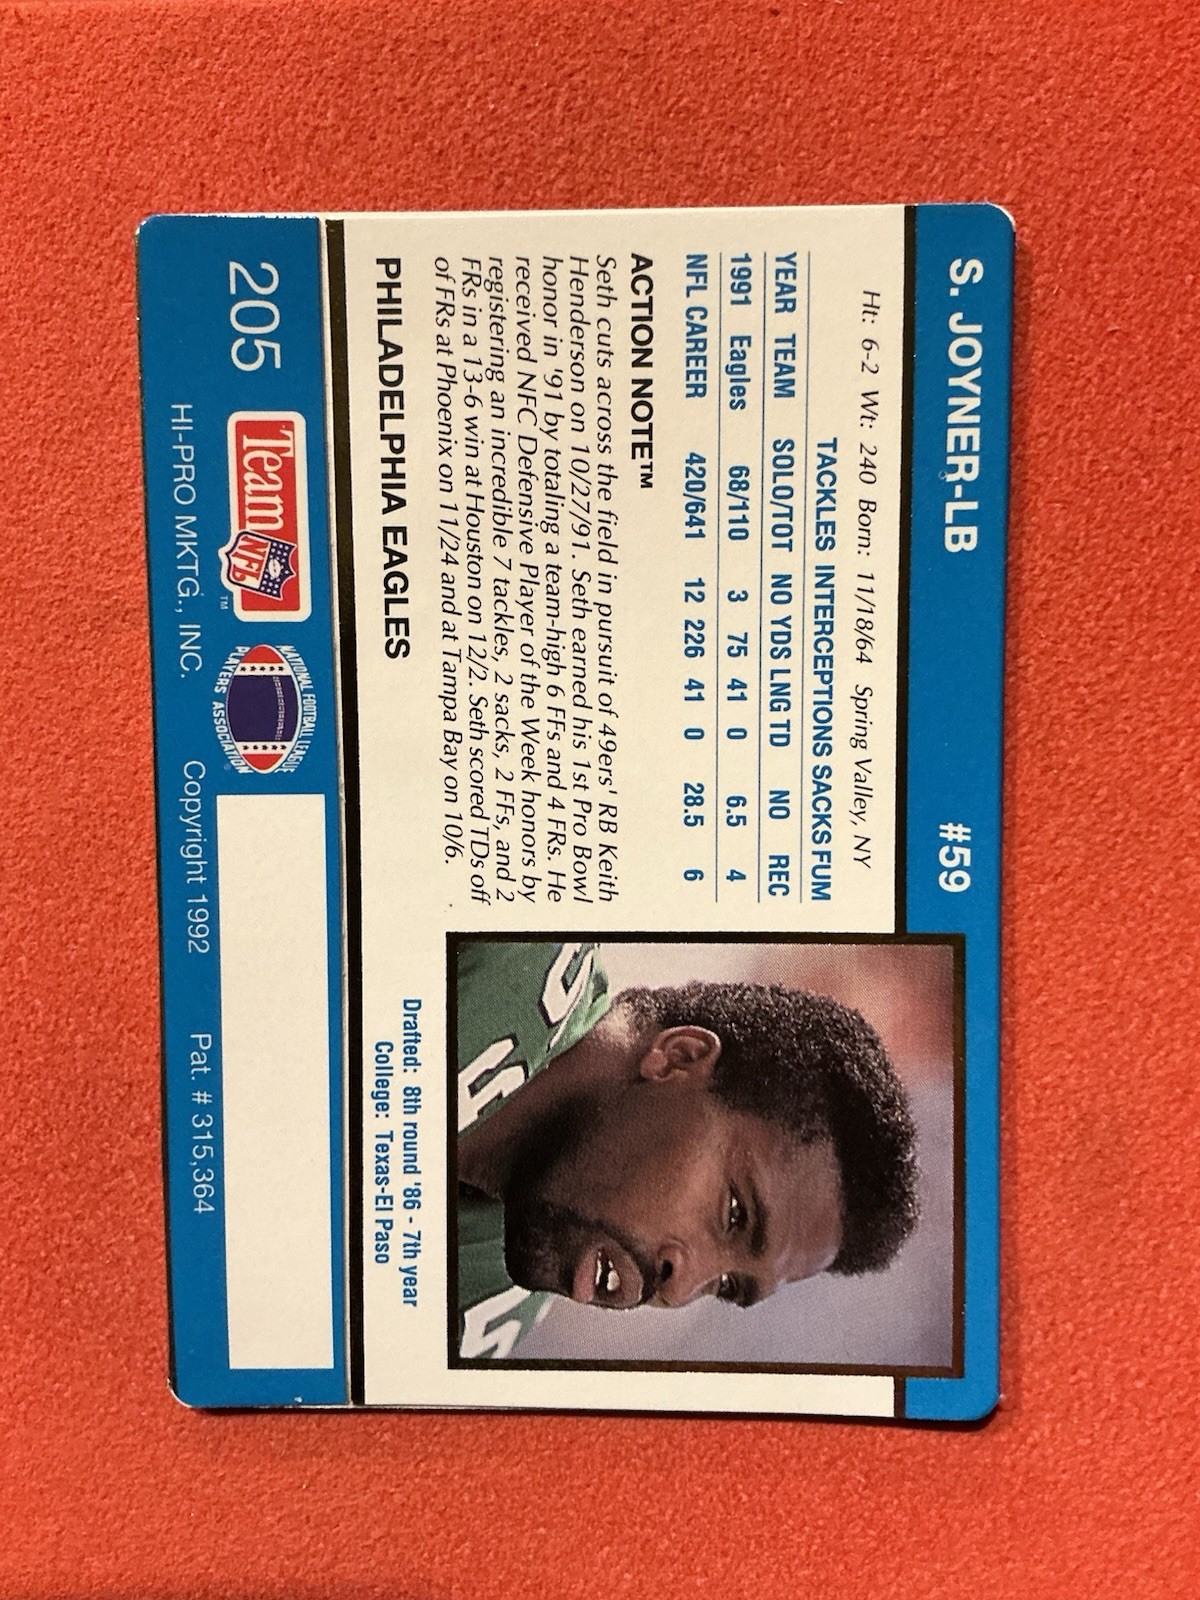 S. JOYNER-LB #59
Ht: 6-2 Wt: 240 Born: 11/18/64 Spring Valley, NY
TACKLES INTERCEPTIONS SACKS FUM
YEAR TEAM SOLO/TOT NO YDS LNG TD NO REC
1991 Eagles 68/110 3 75 41 0 6.5 4
NFL CAREER 420/641 12 226 41 0 28.5 6
ACTION NOTE™
Seth cuts across the field in pursuit of 49ers' RB Keith
Henderson on 10/27/91. Seth earned his 1st Pro Bowl
honor in '91 by totaling a team-high 6 FFs and 4 FRs. He
received NFC Defensive Player of the Week honors by
registering an incredible 7 tackles, 2 sacks, 2 FFs, and 2
FRs in a 13-6 win at Houston on 12/2. Seth scored TDs off
of FRs at Phoenix on 11/24 and at Tampa Bay on 10/6.
PHILADELPHIA EAGLES
Drafted: 8th round '86 - 7th year
College: Texas-El Paso
205
Team NFL ™
NATIONAL FOOTBALL LEAGUE
PLAYERS ASSOCIATION
HI-PRO MKTG., INC. Copyright 1992 Pat. # 315,364